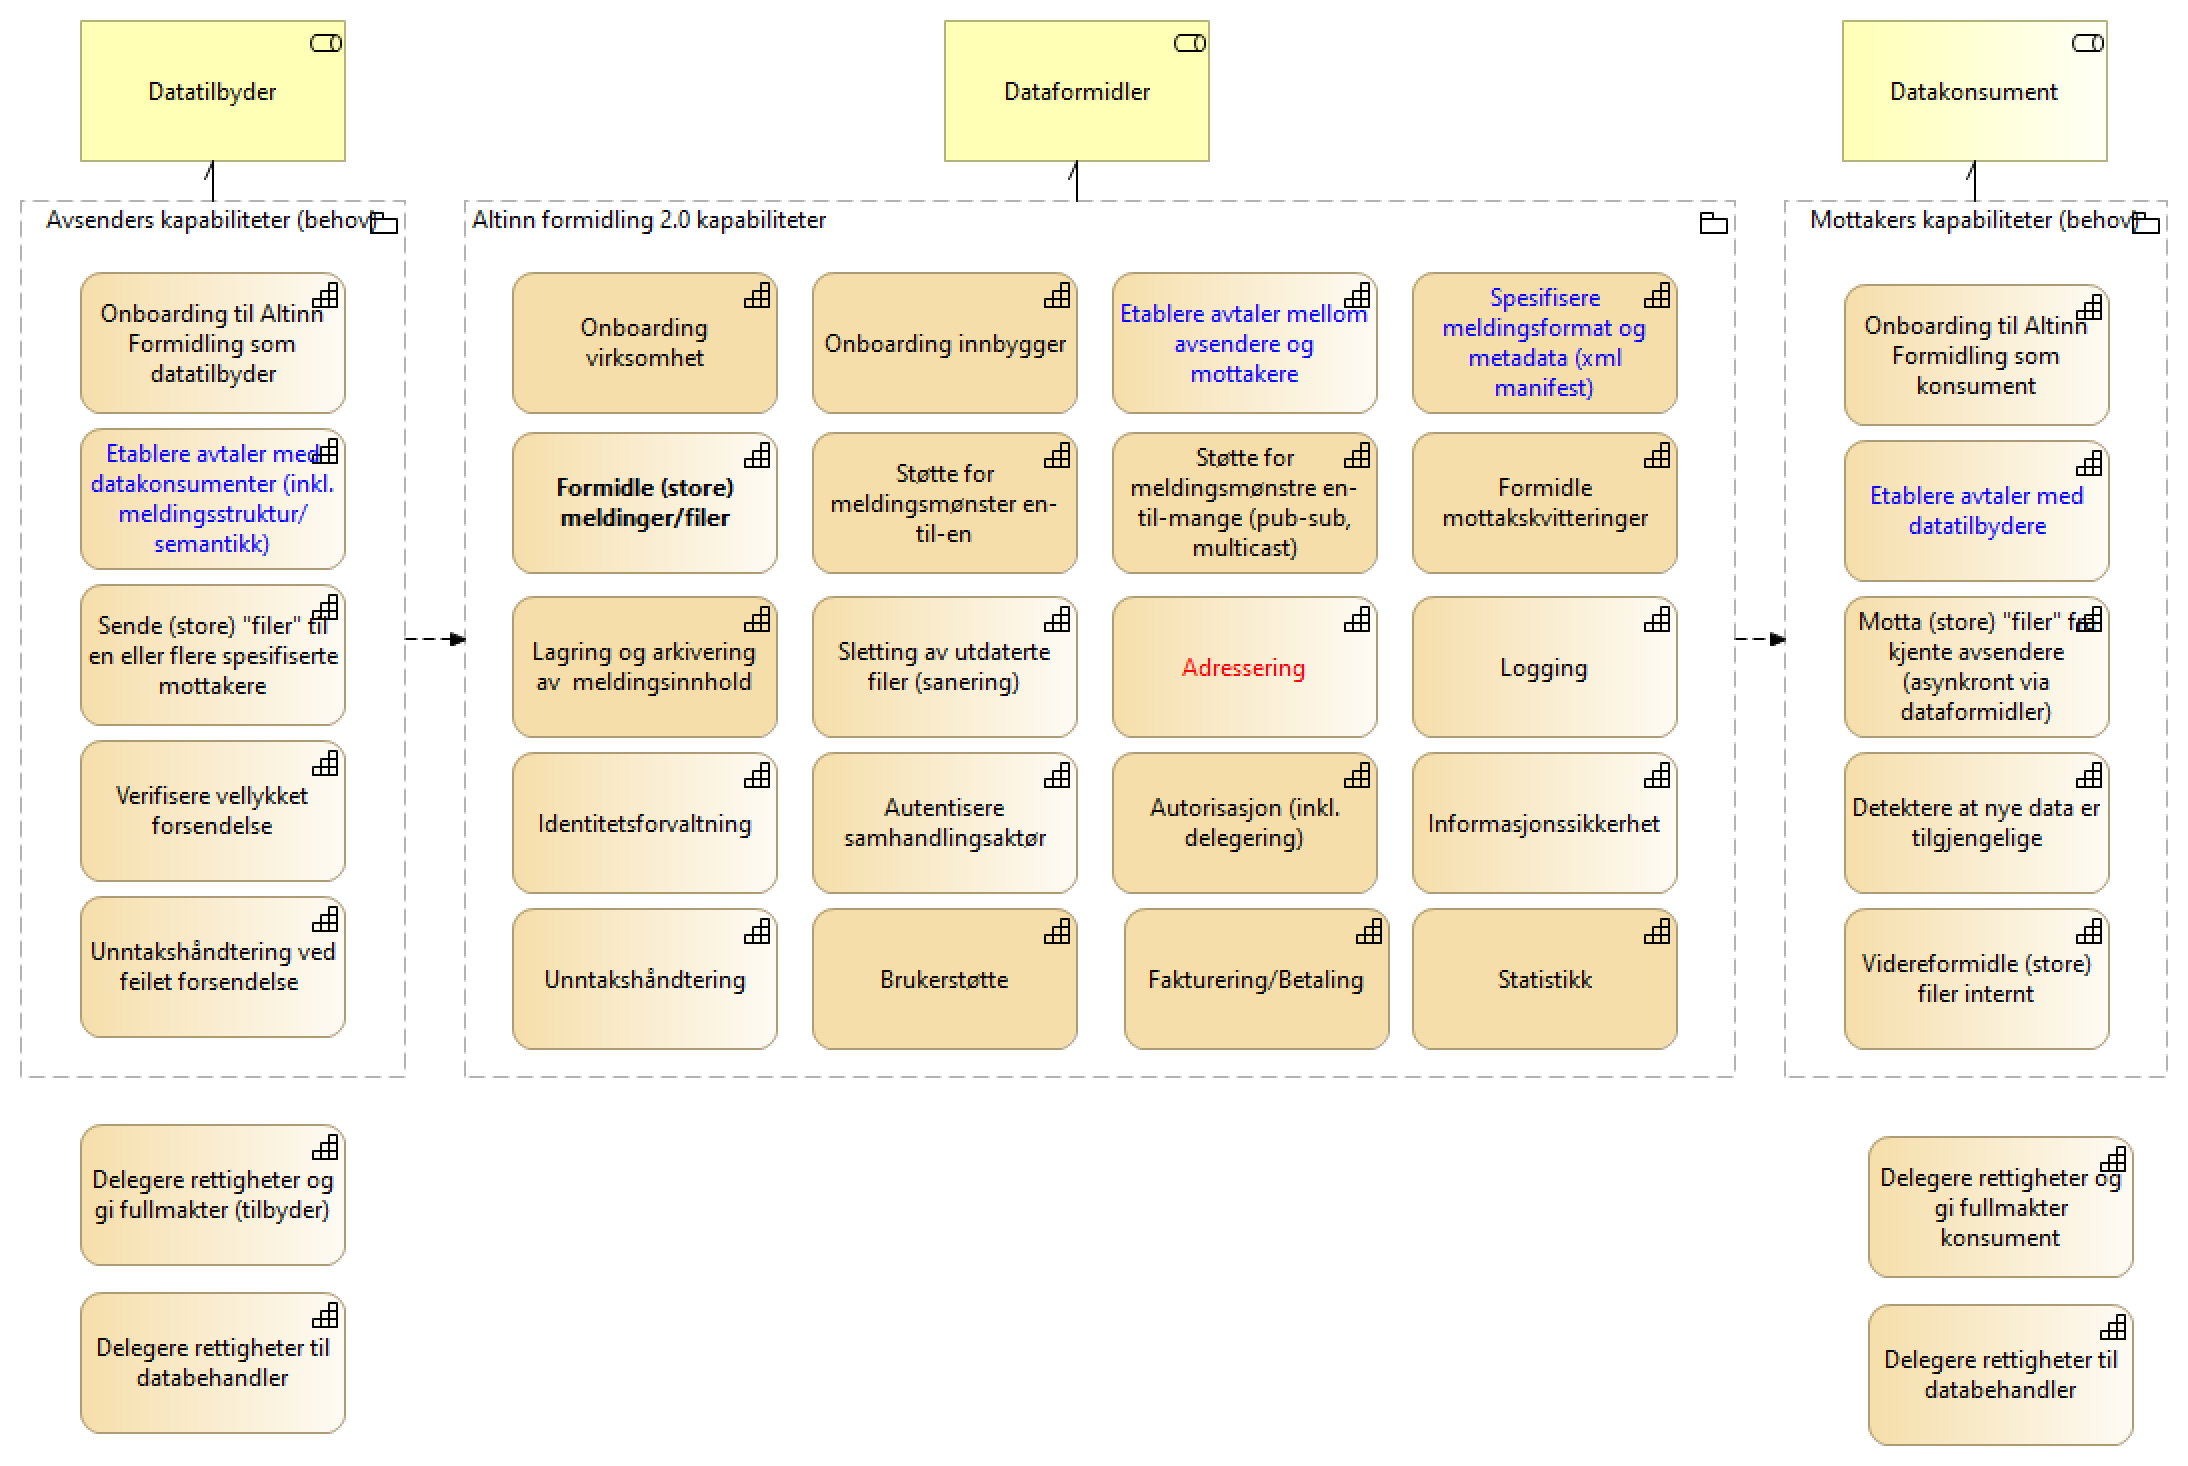 Datatilbyder
Dataformidler
Datakonsument
Avsenders kapabiliteter (behov)
Onboarding til Altinn
Formidling som
datatilbyder
Etablere avtaler med
datakonsumenter (inkl.
meldingsstruktur/
semantikk)
Sende (store) "filer" til
en eller flere spesifiserte
mottakere
Verifisere vellykket
forsendelse
Unntakshåndtering ved
feilet forsendelse
Altinn formidling 2.0 kapabiliteter
Onboarding
virksomhet
Onboarding innbygger
Etablere avtaler mellom
avsendere og
mottakere
Spesifisere
meldingsformat og
metadata (xml
manifest)
Formidle (store)
meldinger/filer
Støtte for
meldingsmønster en-
til-en
Støtte for
meldingsmønstre en-
til-mange (pub-sub,
multicast)
Formidle
mottakskvitteringer
Lagring og arkivering
av  meldingsinnhold
Sletting av utdaterte
filer (sanering)
Adressering
Logging
Identitetsforvaltning
Autentisere
samhandlingsaktør
Autorisasjon (inkl.
delegering)
Informasjonssikkerhet
Unntakshåndtering
Brukerstøtte
Fakturering/Betaling
Statistikk
Mottakers kapabiliteter (behov)
Onboarding til Altinn
Formidling som
konsument
Etablere avtaler med
datatilbydere
Motta (store) "filer" fra
kjente avsendere
(asynkront via
dataformidler)
Detektere at nye data er
tilgjengelige
Videreformidle (store)
filer internt
Delegere rettigheter og
gi fullmakter (tilbyder)
Delegere rettigheter til
databehandler
Delegere rettigheter og
gi fullmakter
konsument
Delegere rettigheter til
databehandler